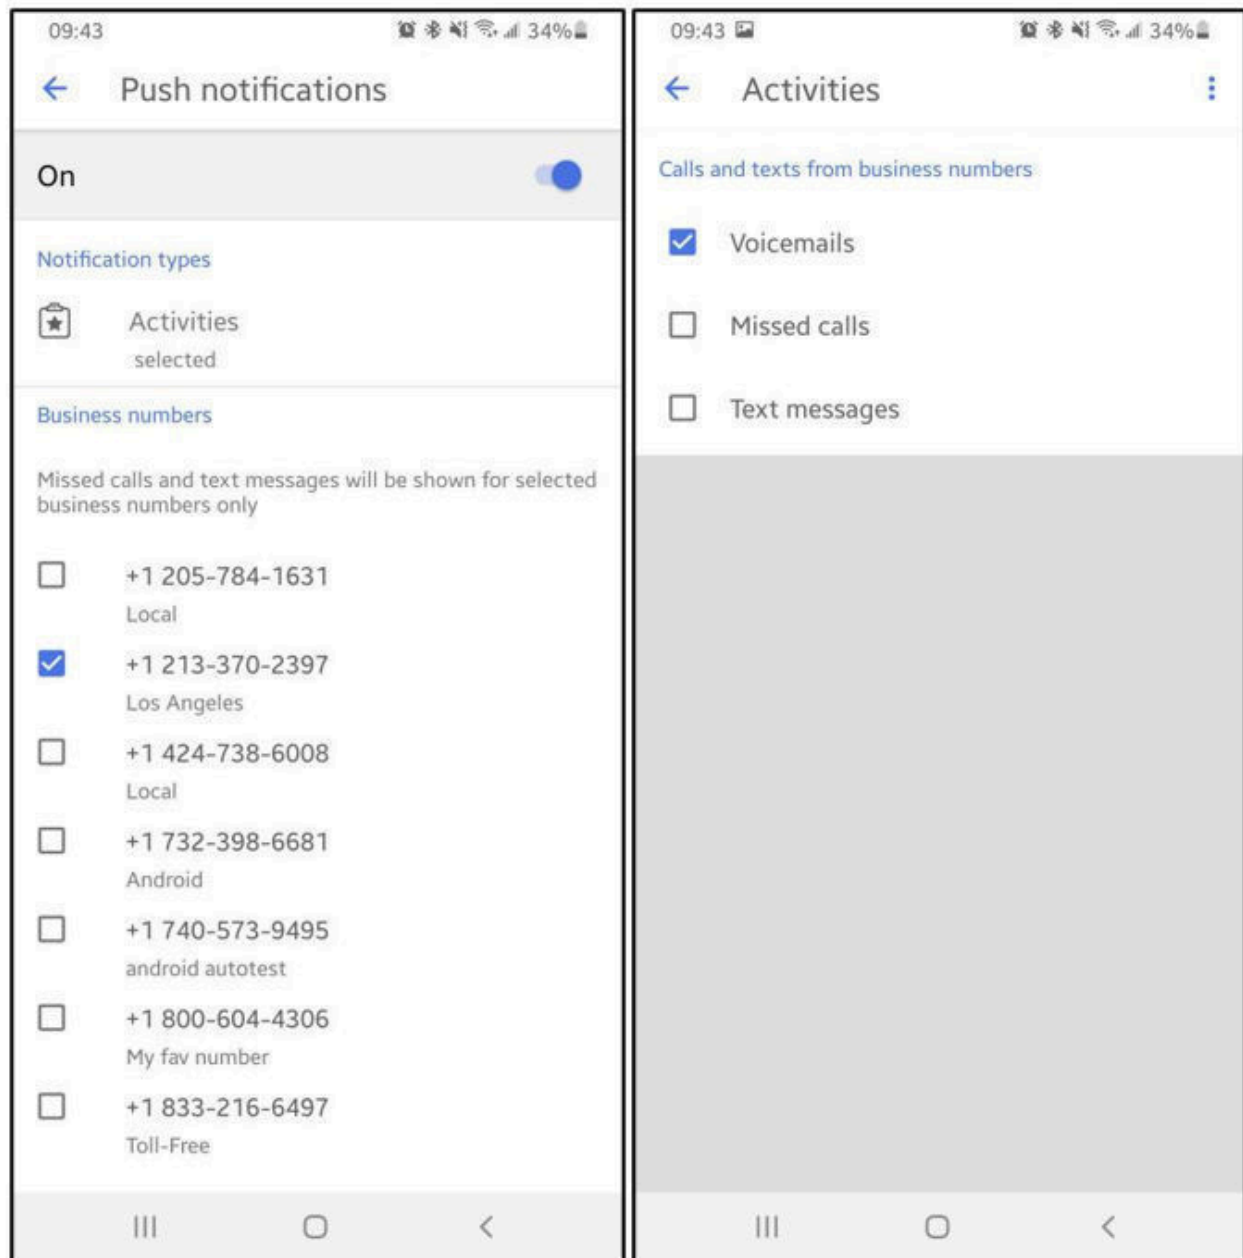 09:43
34%
Push notifications
On
Notification types
Activities
selected
Business numbers
Missed calls and text messages will be shown for selected
business numbers only
+1 205-784-1631
Local
+1 213-370-2397
Los Angeles
+1 424-738-6008
Local
+1 732-398-6681
Android
+1 740-573-9495
android autotest
+1 800-604-4306
My fav number
+1 833-216-6497
Toll-Free
09:43
34%
Activities
Calls and texts from business numbers
Voicemails
Missed calls
Text messages